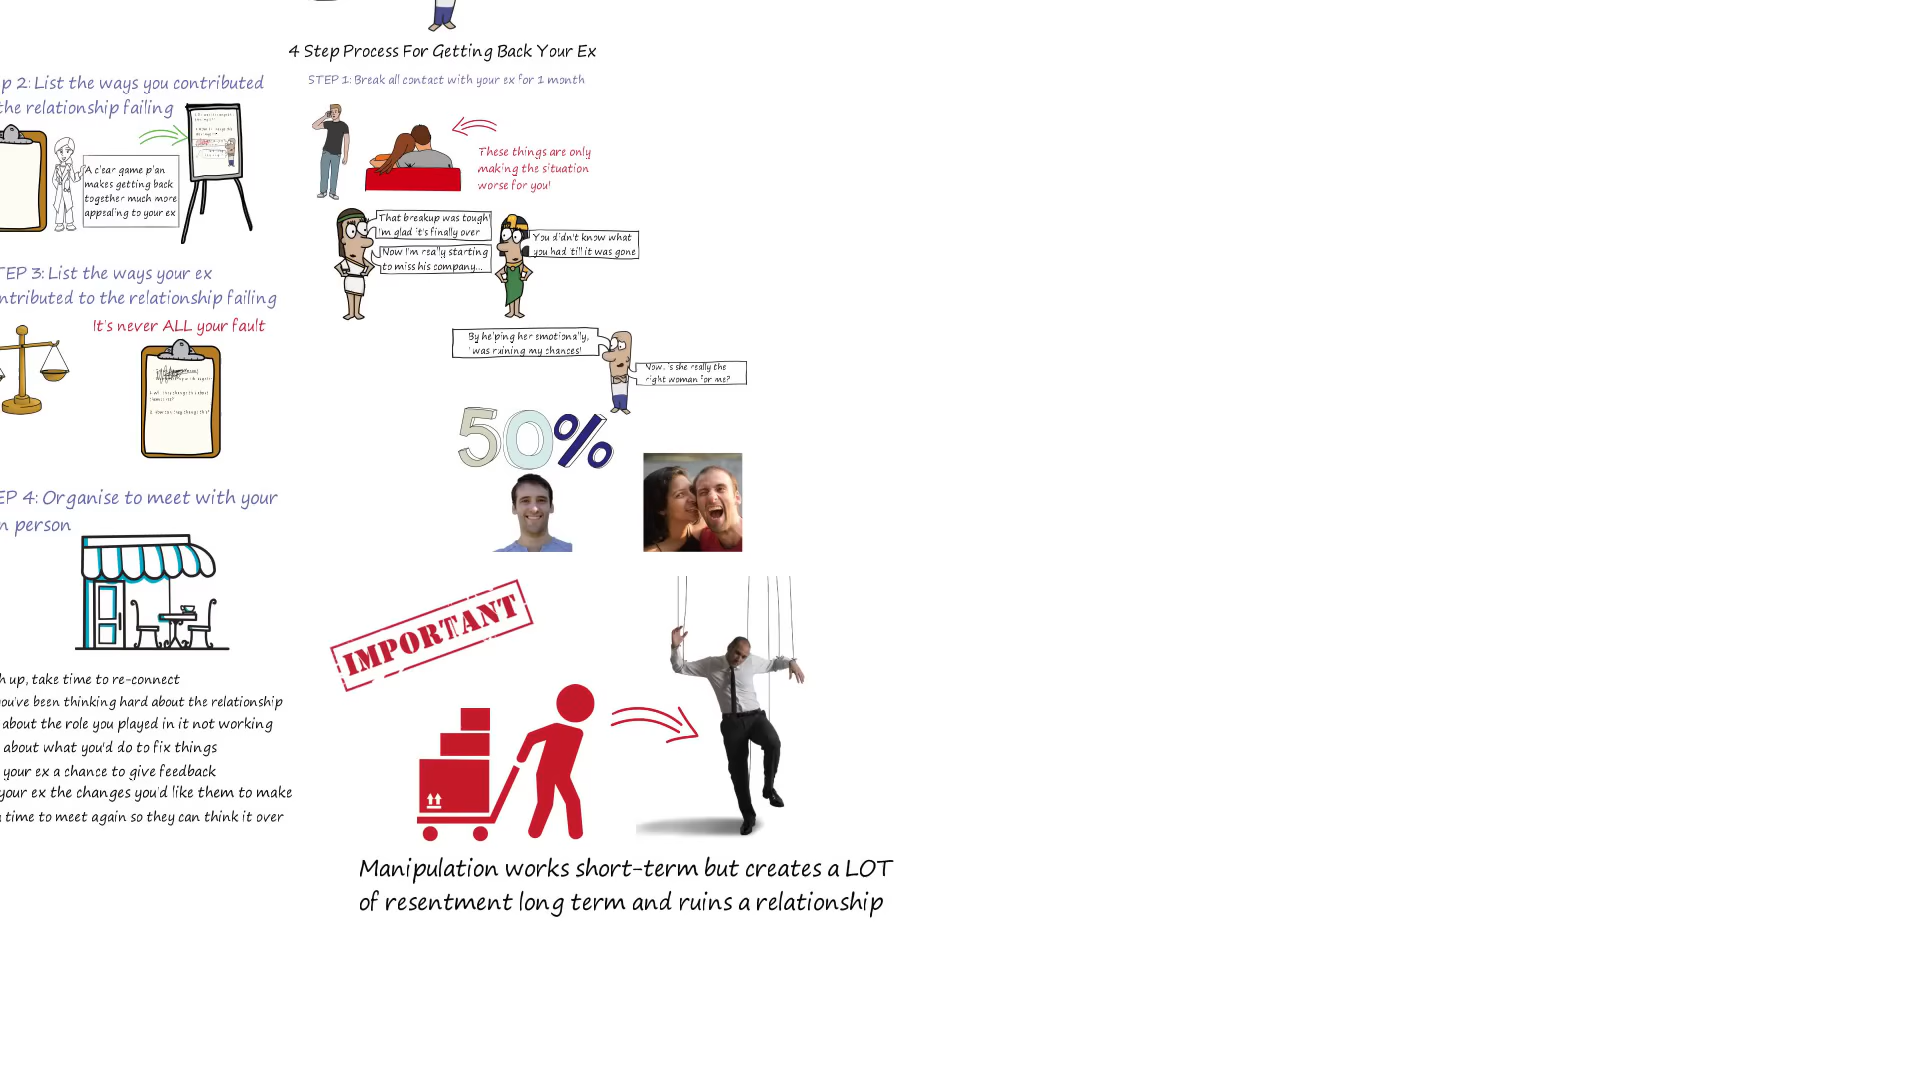 4 Step Process For Getting Back Your Ex
STEP 1: Break all contact with your ex for 1 month
These things are only
making the situation
worse for you!
That breakup was tough!
I'm glad it's finally over
Now I'm really starting
to miss his company...
You didn't know what
you had 'till it was gone
By helping her emotionally,
I was ruining my chances!
Now, is she really the
right woman for me?
50%
IMPORTANT
Manipulation works short-term but creates a LOT
of resentment long term and ruins a relationship
p 2: List the ways you contributed
the relationship failing
A clear game plan
makes getting back
together much more
appealing to your ex
TEP 3: List the ways your ex
ntributed to the relationship failing
It's never ALL your fault
EP 4: Organise to meet with your
n person
h up, take time to re-connect
ou've been thinking hard about the relationship
about the role you played in it not working
about what you'd do to fix things
your ex a chance to give feedback
your ex the changes you'd like them to make
time to meet again so they can think it over